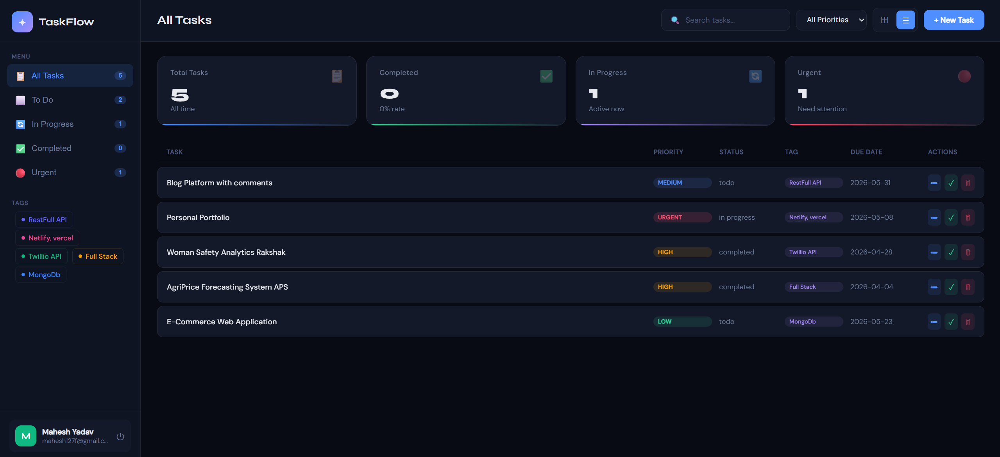 TaskFlow
MENU
All Tasks 5
To Do 2
In Progress 1
Completed 0
Urgent 1
TAGS
RestFull API
Netlify, vercel
Twillio API Full Stack
MongoDb
M
Mahesh Yadav
mahesh127f@gmail.c...
All Tasks
Search tasks...
All Priorities
+ New Task
Total Tasks
5
All time
Completed
0
0% rate
In Progress
1
Active now
Urgent
1
Need attention
TASK PRIORITY STATUS TAG DUE DATE ACTIONS
Blog Platform with comments MEDIUM todo RestFull API 2026-05-31
Personal Portfolio URGENT in progress Netlify, vercel 2026-05-08
Woman Safety Analytics Rakshak HIGH completed Twillio API 2026-04-28
AgriPrice Forecasting System APS HIGH completed Full Stack 2026-04-04
E-Commerce Web Application LOW todo MongoDb 2026-05-23